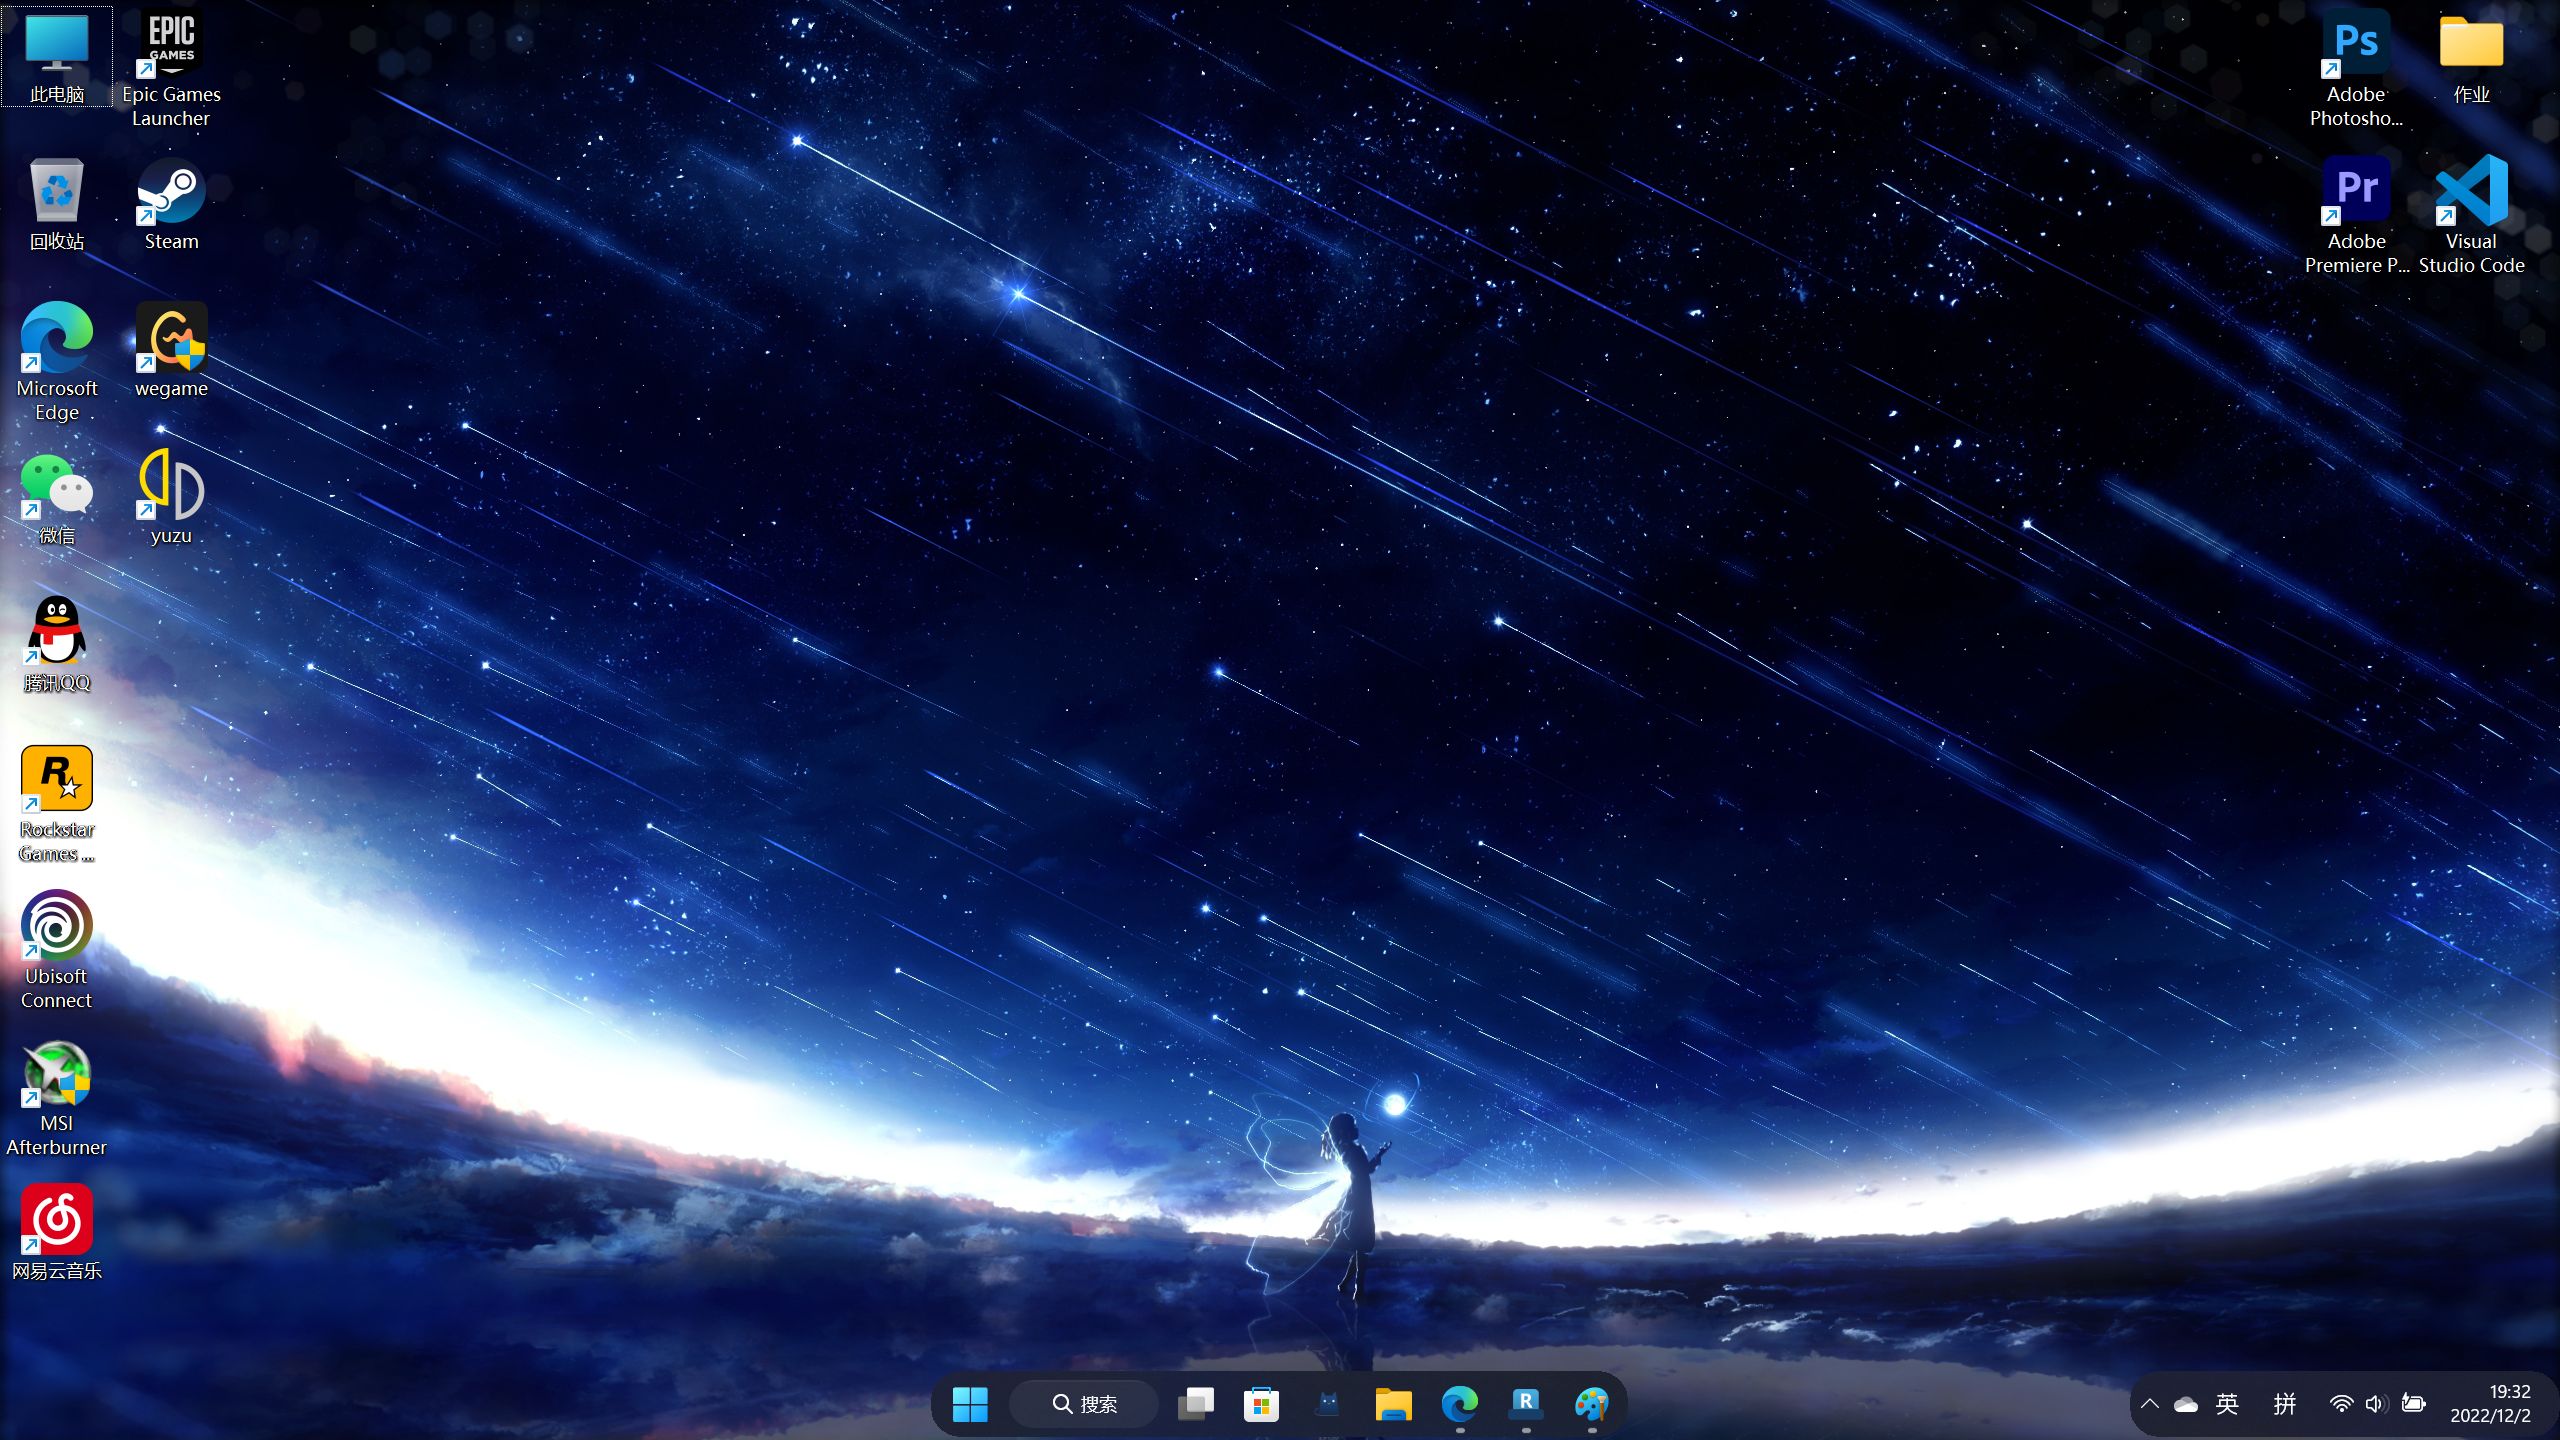 此电脑
EPIC
GAMES
Epic Games
Launcher
回收站
Steam
Microsoft
Edge
wegame
微信
yuzu
腾讯QQ
R
Rockstar
Games ...
Ubisoft
Connect
MSI
Afterburner
网易云音乐
Ps
Adobe
Photosho...
作业
Pr
Adobe
Premiere P...
Visual
Studio Code
搜索
R
英
拼
19:32
2022/12/2